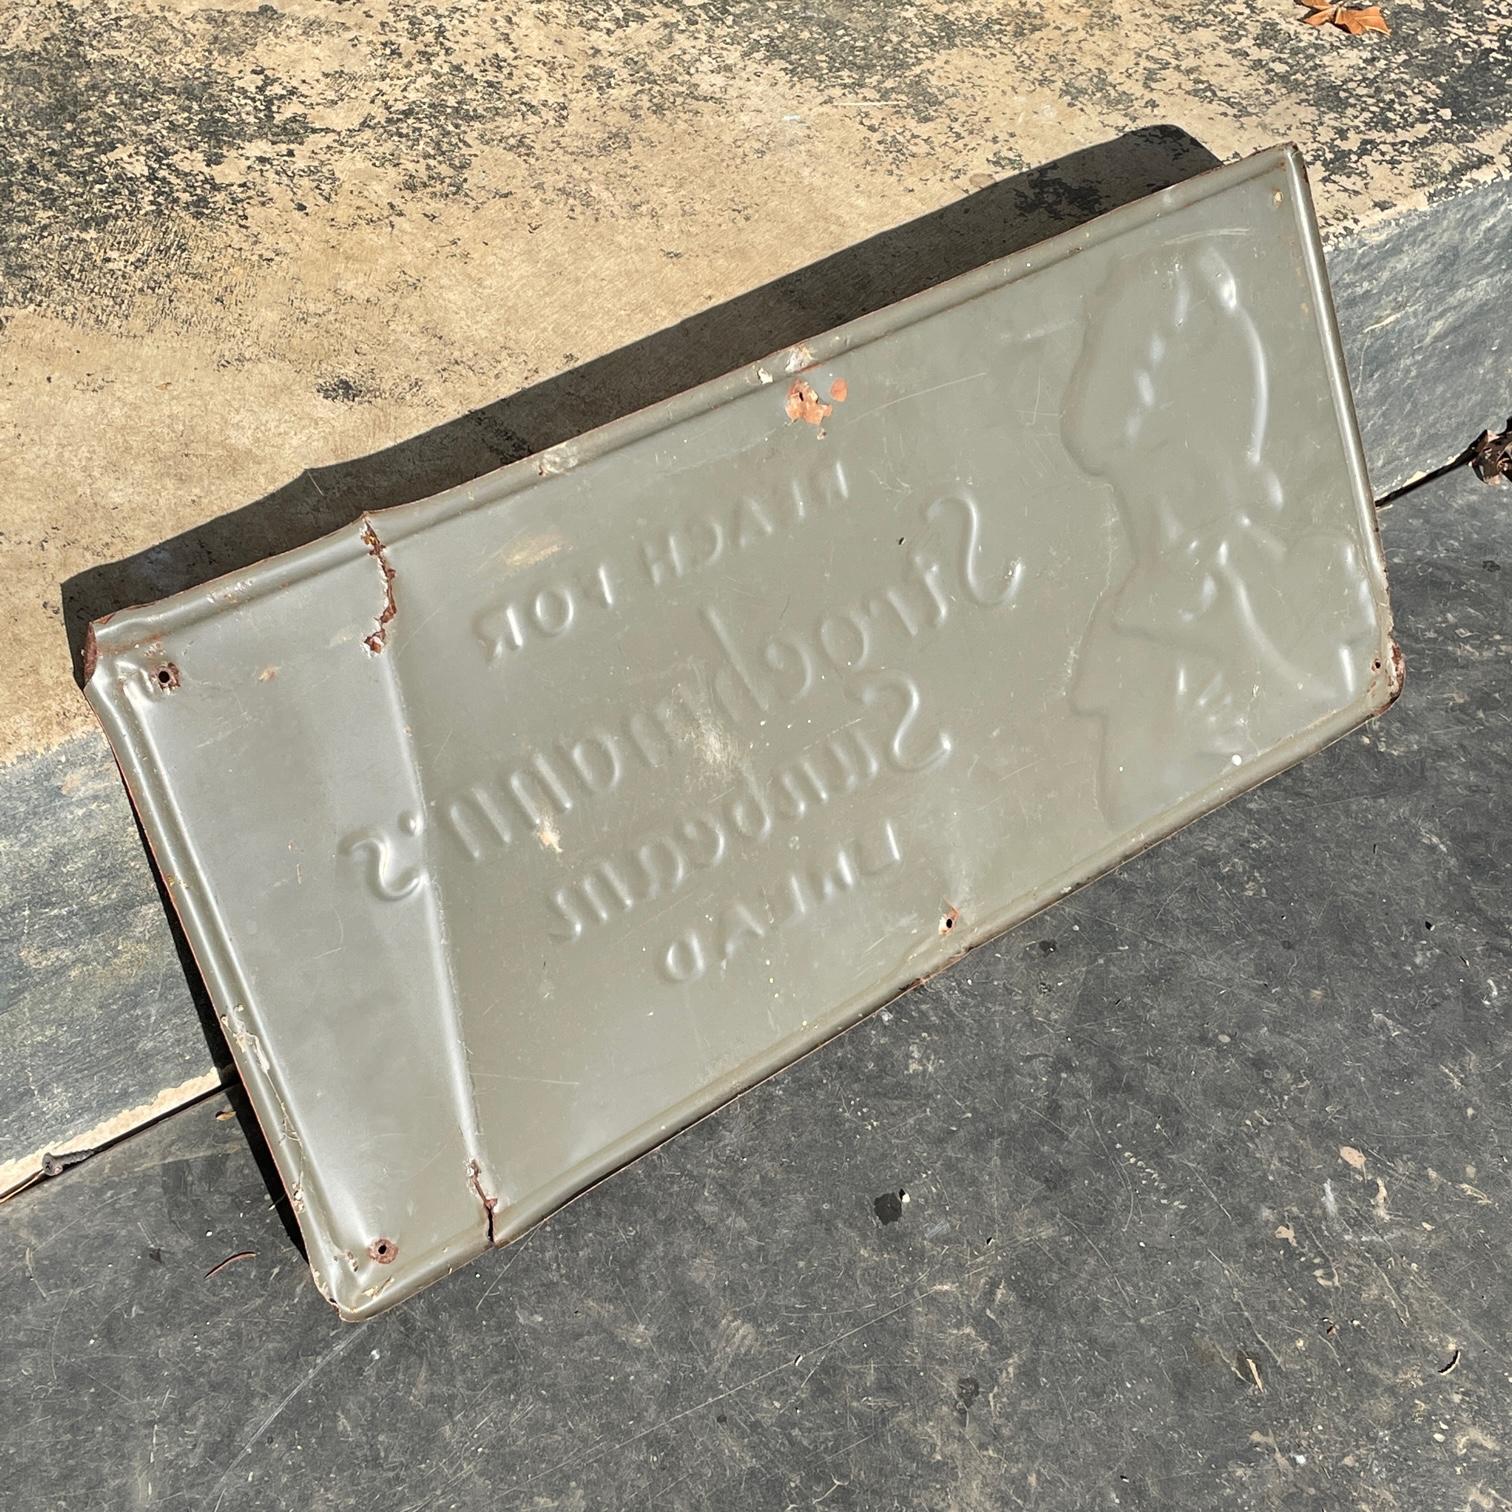 REACH FOR
Stroehmann's
Sunbeam
BREAD